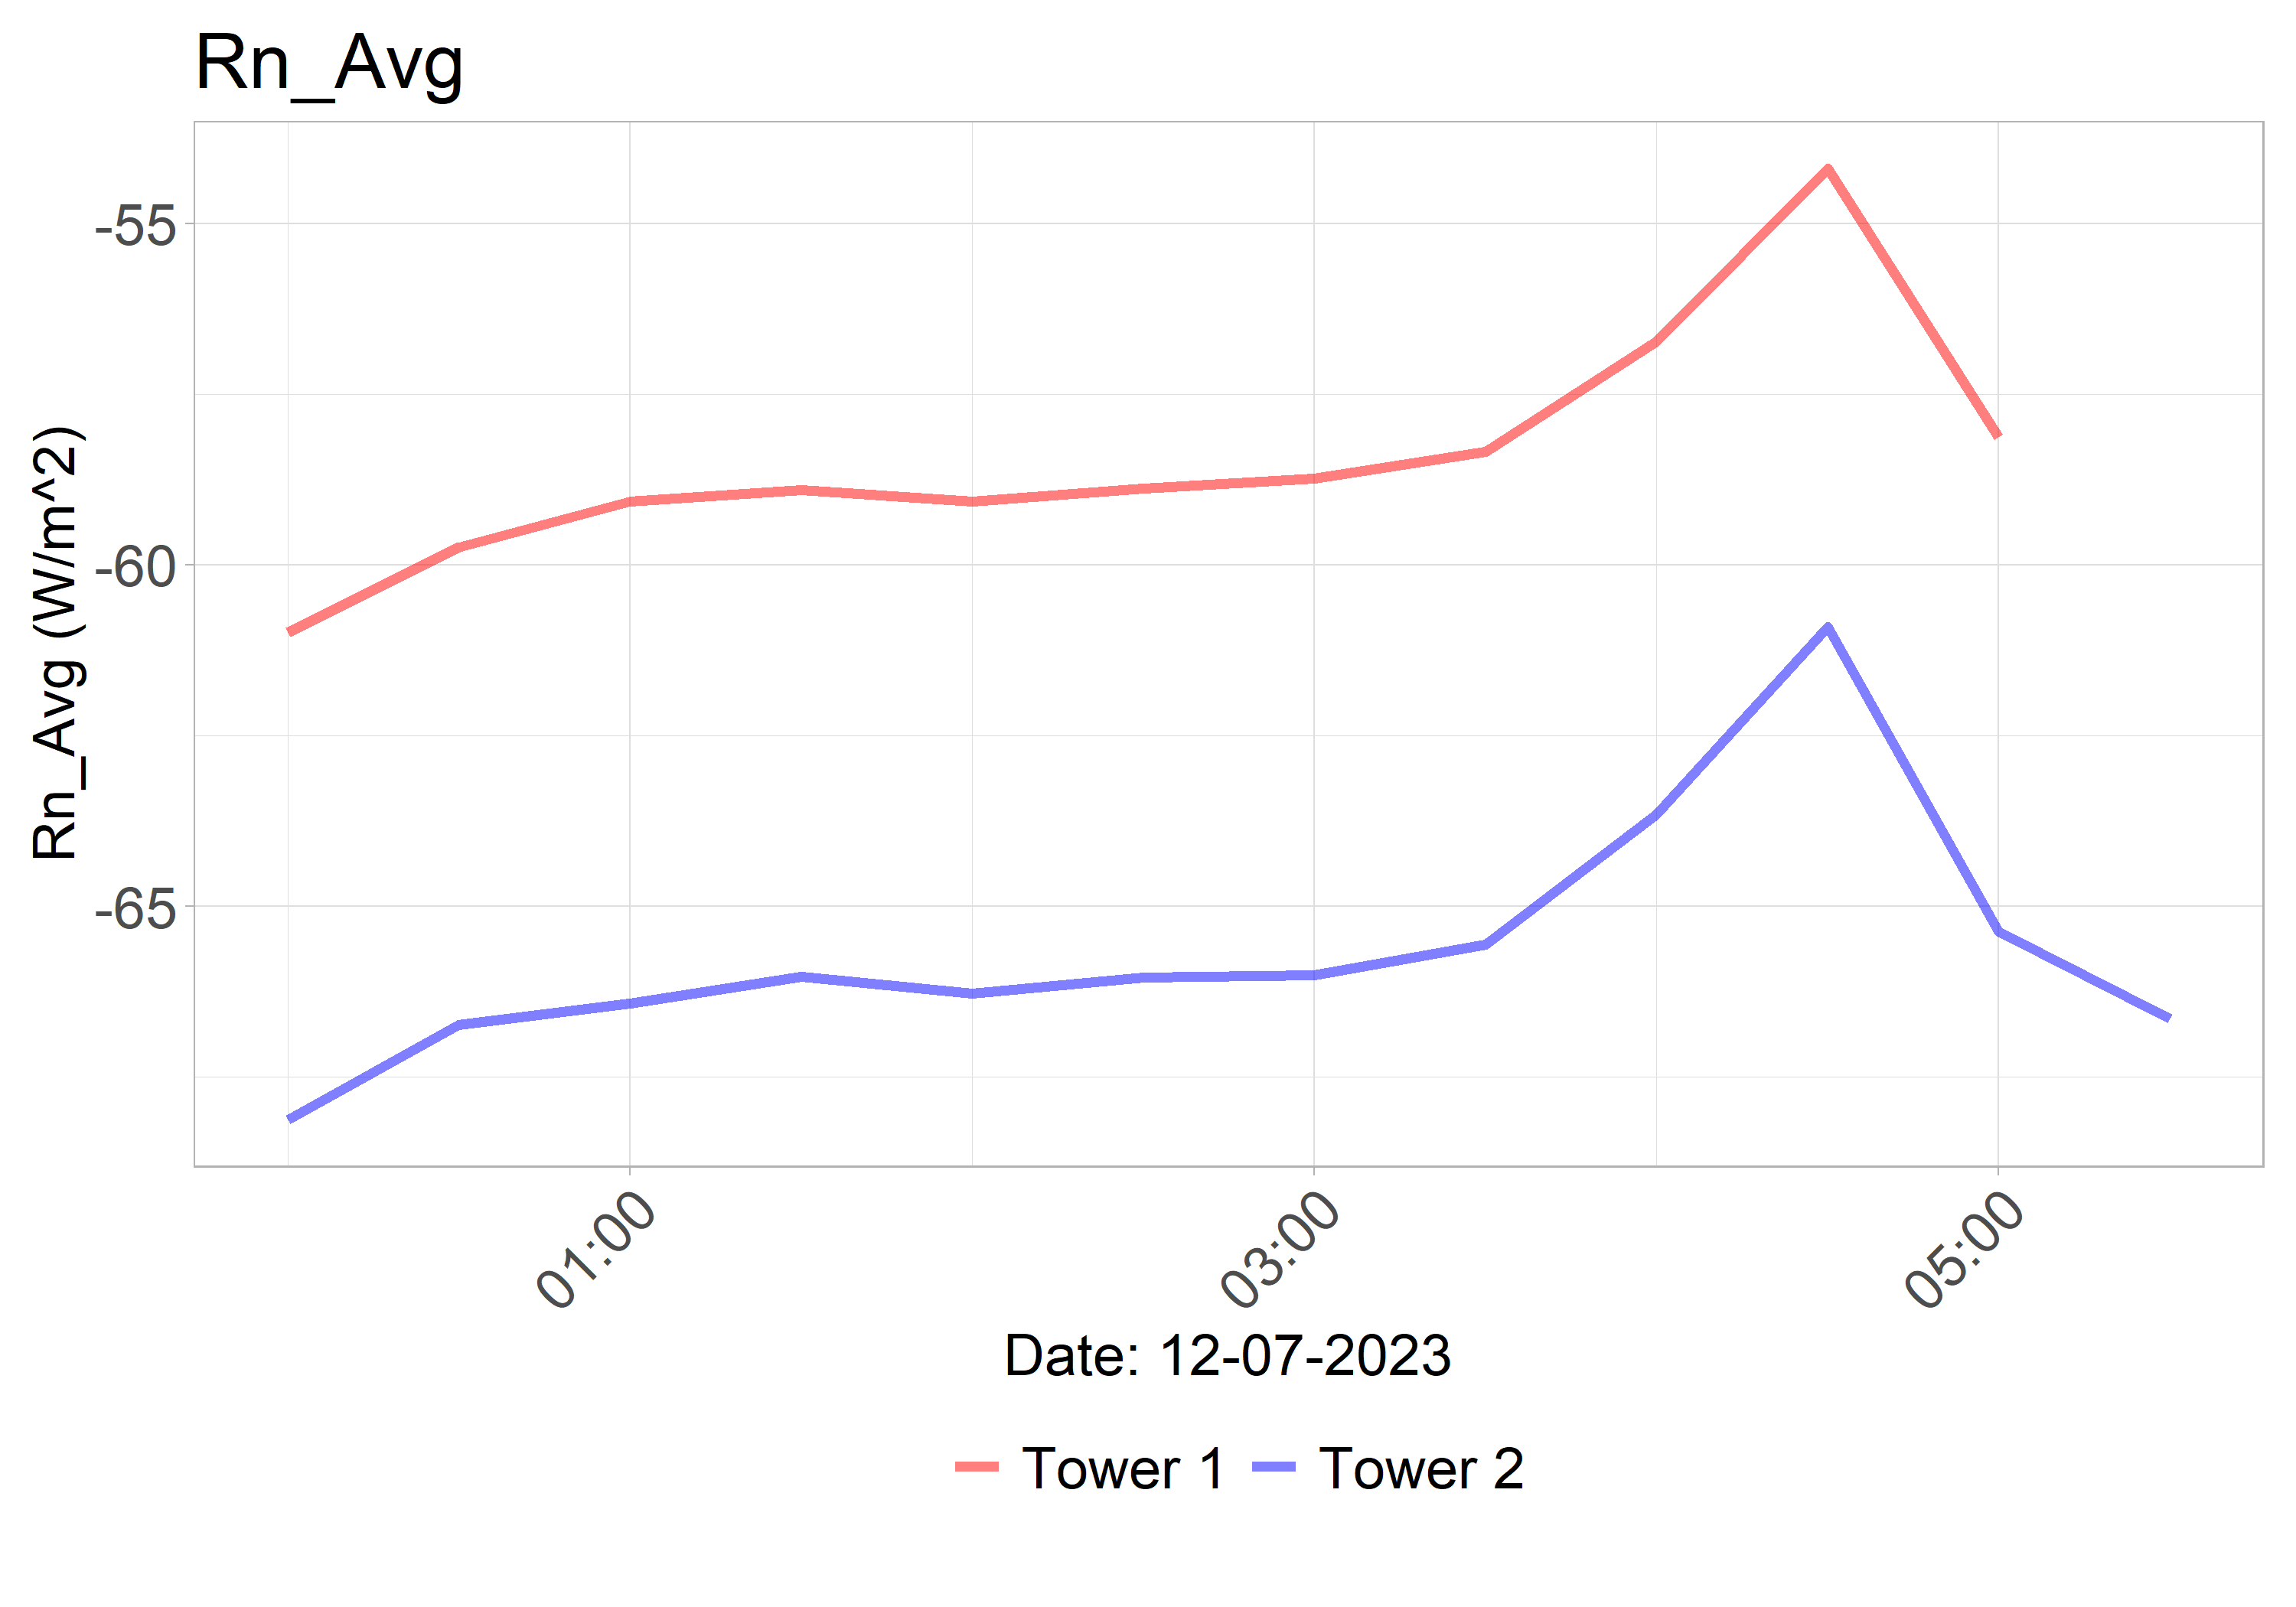 Rn_Avg
Rn_Avg (W/m^2)
-55
-60
-65
01:00
03:00
05:00
Date: 12-07-2023
Tower 1
Tower 2